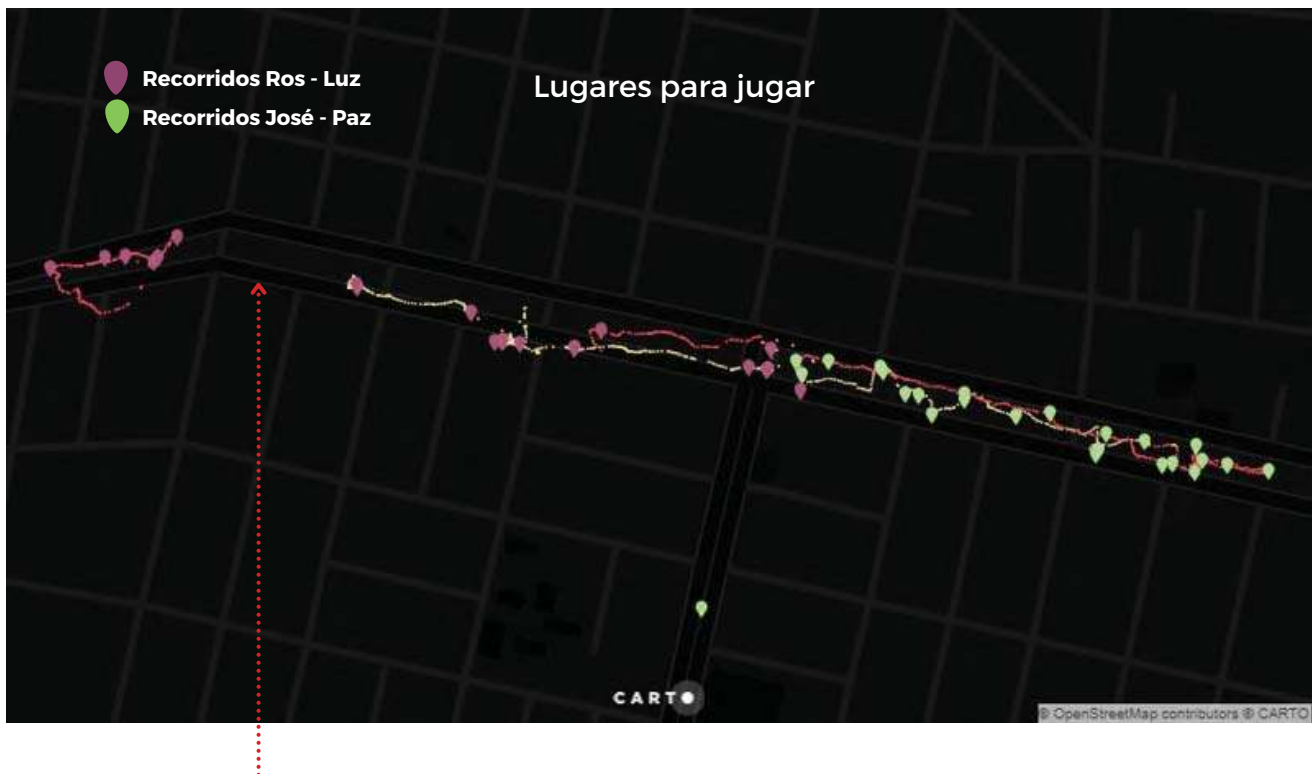 Recorridos Ros - Luz
Lugares para jugar
Recorridos José - Paz
CARTO
© OpenStreetMap contributors © CARTO